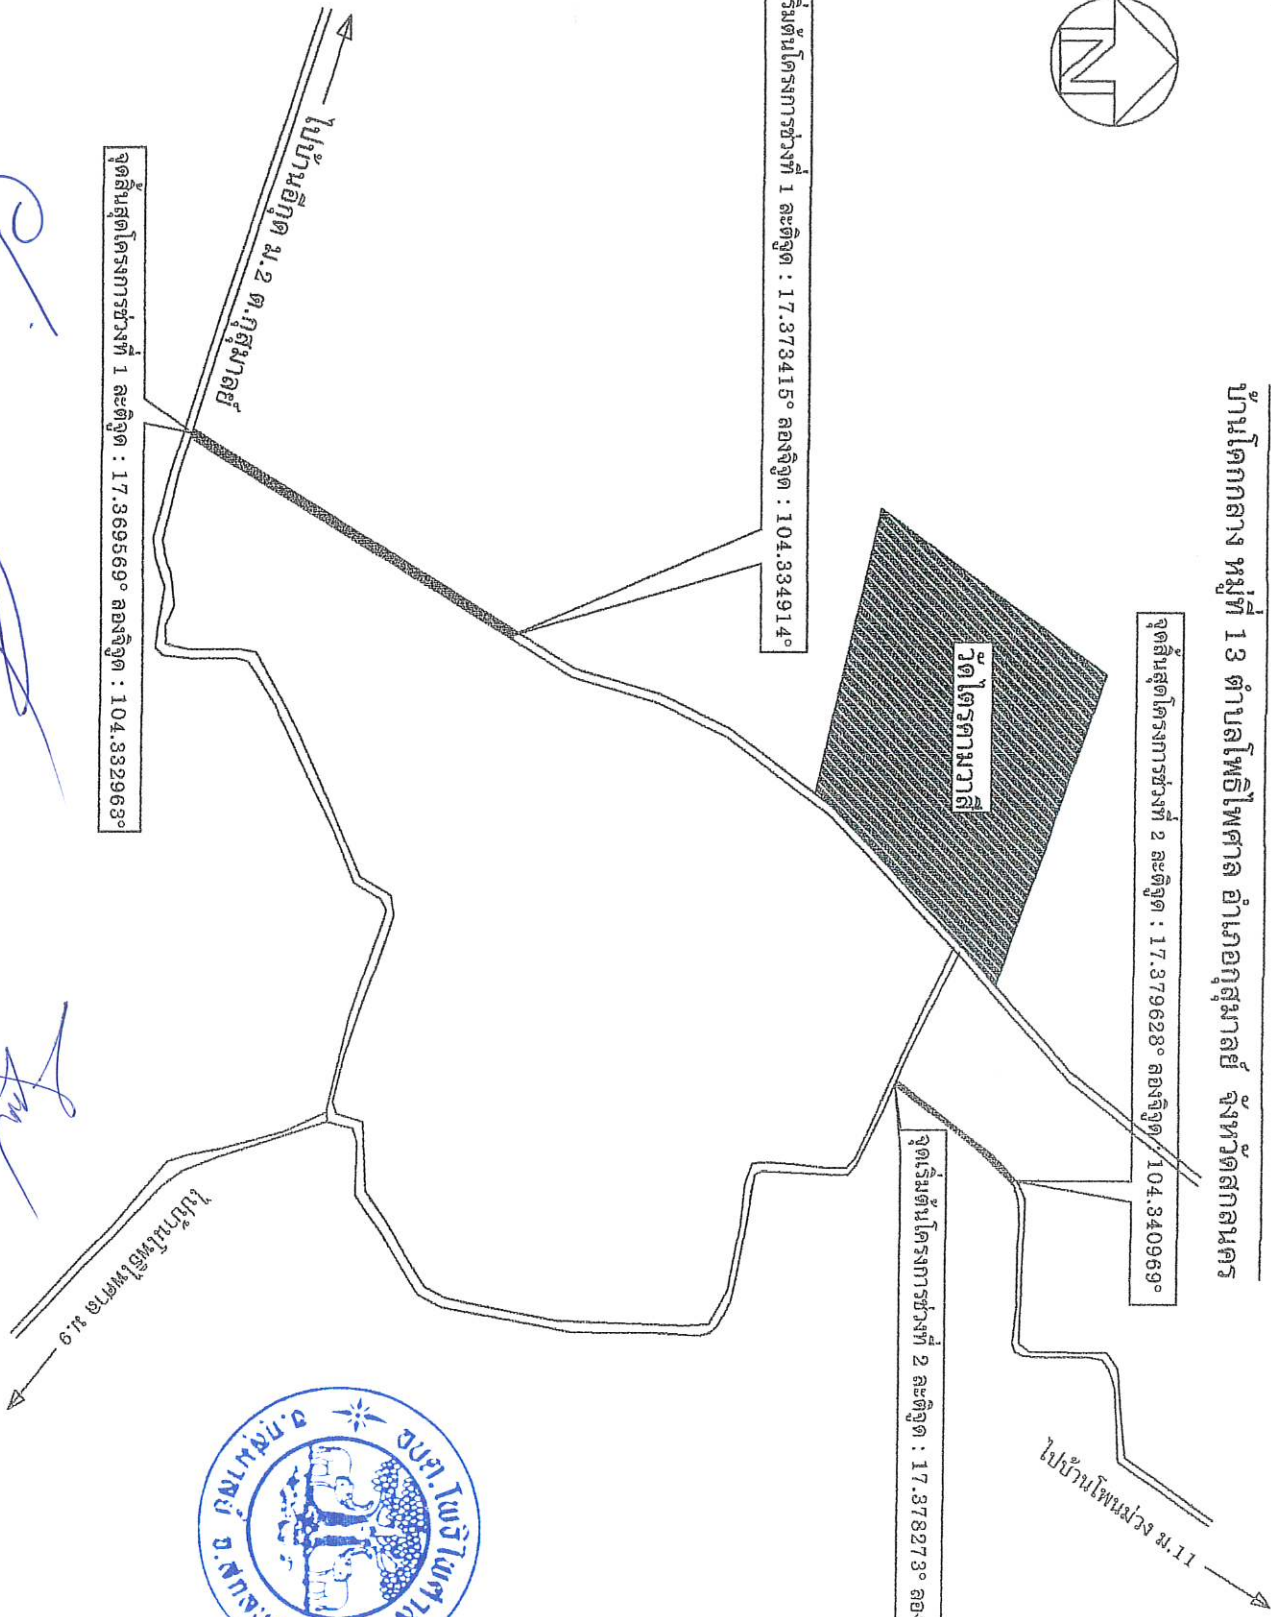 บ้านโคกกลาง หมู่ที่ 13 ตำบลโพธิไพศาล อำเภอกุสุมาลย์ จังหวัดสกลนคร
จุดสิ้นสุดโครงการช่วงที่ 2 ละติจูด : 17.379628° ลองจิจูด : 104.340969°
ไปบ้านโพนม่วง ม.11
วัดไตรคามวาสี
จุดเริ่มต้นโครงการช่วงที่ 2 ละติจูด : 17.378273°
เริ่มต้นโครงการช่วงที่ 1 ละติจูด : 17.373415° ลองจิจูด : 104.334914°
ไปบ้านอีกุด ม.2 ต.กุสุมาลย์
จุดสิ้นสุดโครงการช่วงที่ 1 ละติจูด : 17.369569° ลองจิจูด : 104.332963°
ไปบ้านโพธิไพศาล ม.9
N
อบต.โพธิไพศาล